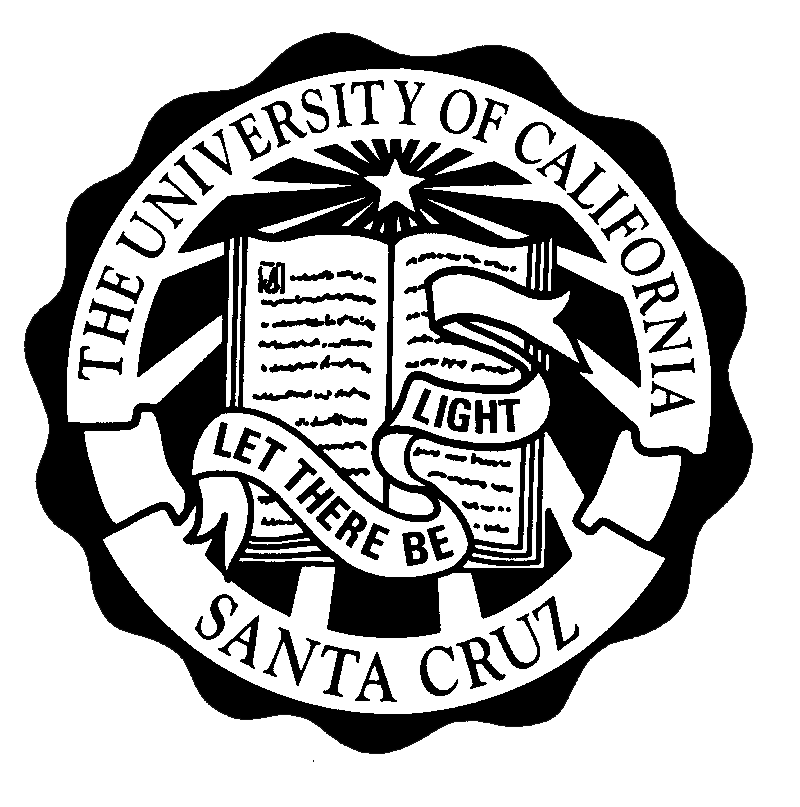 THE UNIVERSITY OF CALIFORNIA
LET THERE BE
LIGHT
SANTA CRUZ